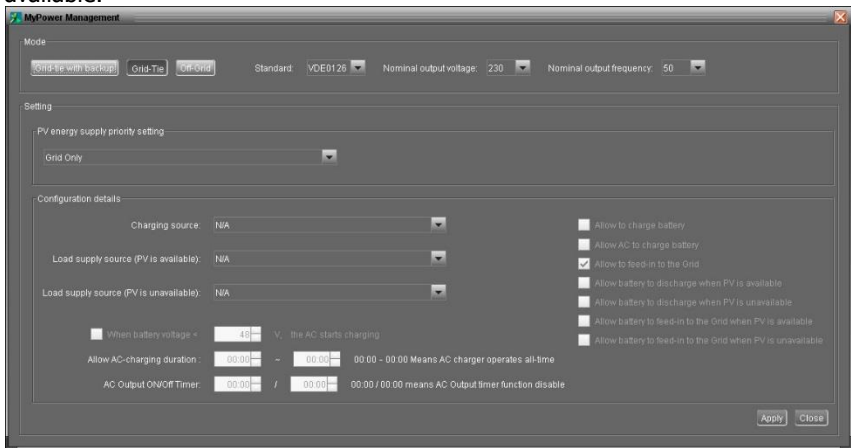 available.
MyPower Management
Mode
Grid-tie with backup Grid-Tie Off-Grid Standard: VDE0126 Nominal output voltage: 230 Nominal output frequency: 50
Setting
PV energy supply priority setting
Grid Only
Configuration details
Charging source: N/A
Load supply source (PV is available): N/A
Load supply source (PV is unavailable): N/A
Allow to charge battery
Allow AC to charge battery
Allow to feed-in to the Grid
Allow battery to discharge when PV is available
Allow battery to discharge when PV is unavailable
Allow battery to feed-in to the Grid when PV is available
Allow battery to feed-in to the Grid when PV is unavailable
When battery voltage < 48 V, the AC starts charging
Allow AC-charging duration : 00:00 ~ 00:00 00:00 ~ 00:00 Means AC charger operates all-time
AC Output ON/Off Timer: 00:00 / 00:00 00:00 / 00:00 means AC Output timer function disable
Apply Close